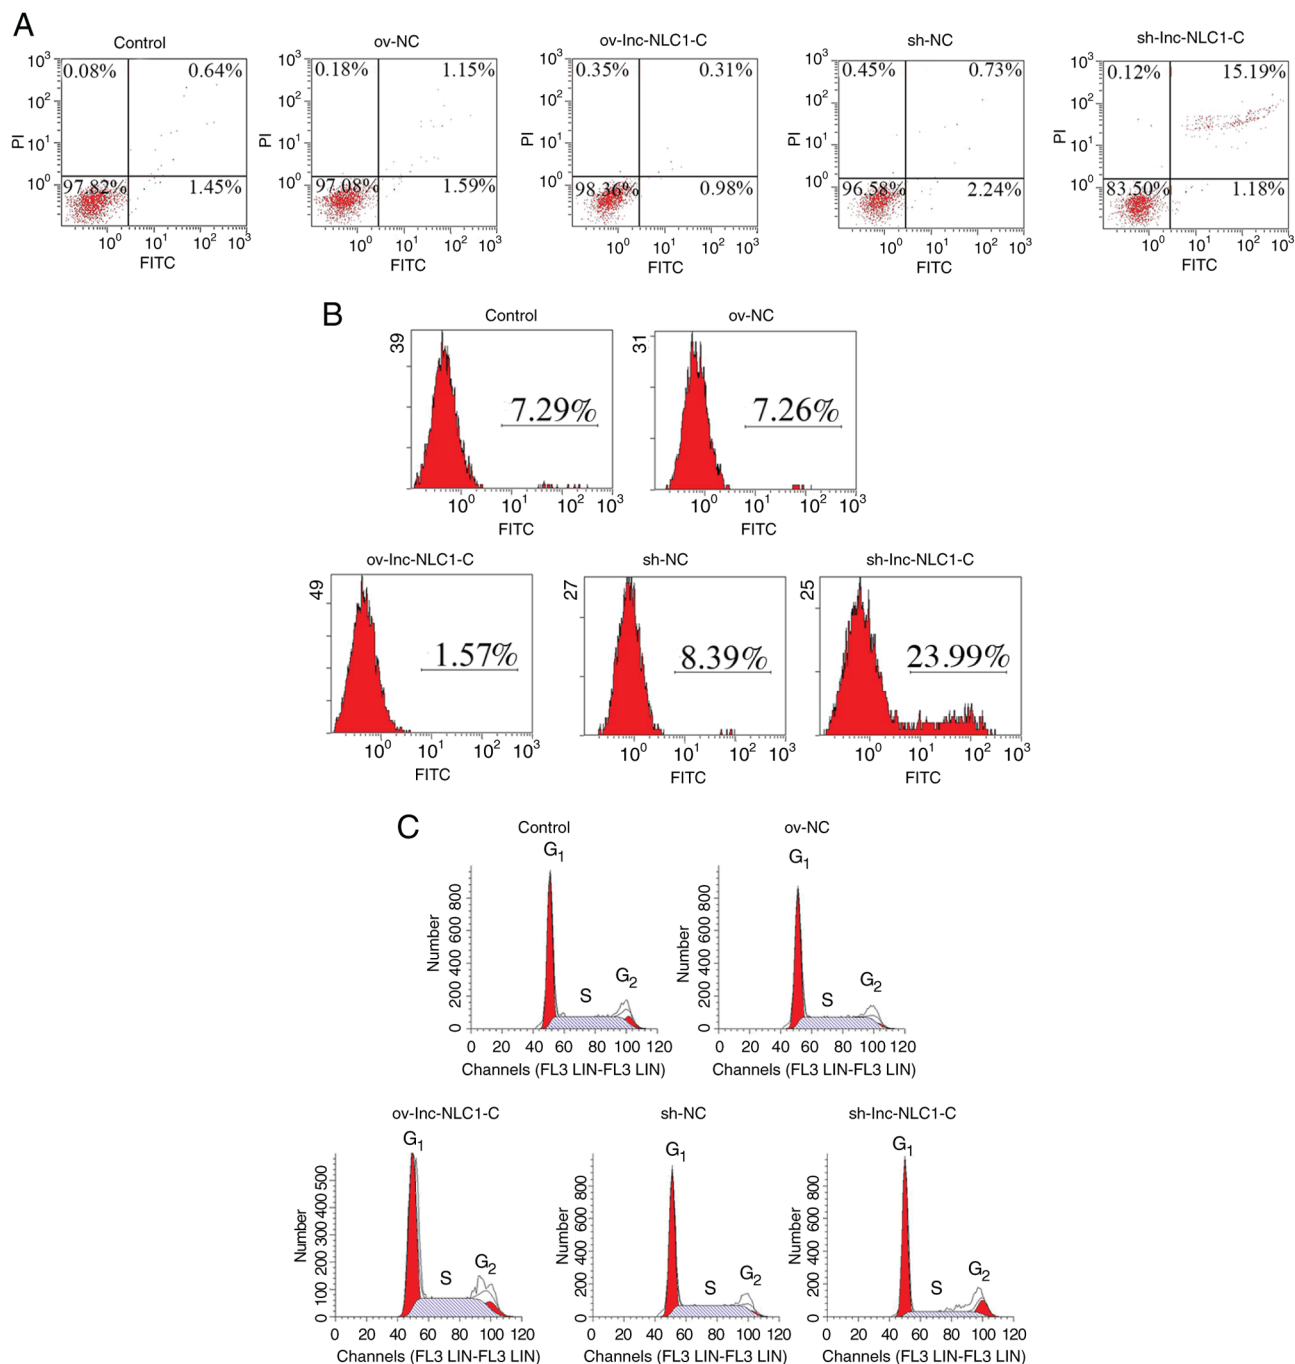 A
Control
ov-NC
ov-lnc-NLC1-C
sh-NC
sh-lnc-NLC1-C
10³ 0.08% 0.64%
10³ 0.18% 1.15%
10³ 0.35% 0.31%
10³ 0.45% 0.73%
10³ 0.12% 15.19%
10²
10²
10²
10²
10²
PI
PI
PI
PI
PI
10¹
10¹
10¹
10¹
10¹
10⁰ 97.82% 1.45%
10⁰ 97.08% 1.59%
10⁰ 98.36% 0.98%
10⁰ 96.58% 2.24%
10⁰ 83.50% 1.18%
10⁰ 10¹ 10² 10³
10⁰ 10¹ 10² 10³
10⁰ 10¹ 10² 10³
10⁰ 10¹ 10² 10³
10⁰ 10¹ 10² 10³
FITC
FITC
FITC
FITC
FITC
B
Control
ov-NC
39
7.29%
31
7.26%
10⁰ 10¹ 10² 10³
10⁰ 10¹ 10² 10³
FITC
FITC
ov-lnc-NLC1-C
sh-NC
sh-lnc-NLC1-C
49
1.57%
27
8.39%
25
23.99%
10⁰ 10¹ 10² 10³
10⁰ 10¹ 10² 10³
10⁰ 10¹ 10² 10³
FITC
FITC
FITC
C
Control
ov-NC
G₁
G₁
Number
0 200 400 600 800
S
G₂
Number
0 200 400 600 800
S
G₂
0 20 40 60 80 100 120
0 20 40 60 80 100 120
Channels (FL3 LIN-FL3 LIN)
Channels (FL3 LIN-FL3 LIN)
ov-lnc-NLC1-C
sh-NC
sh-lnc-NLC1-C
G₁
G₁
G₁
Number
0 100 200 300 400 500
S
G₂
Number
0 200 400 600 800
S
G₂
Number
0 200 400 600 800
S
G₂
0 20 40 60 80 100 120
0 20 40 60 80 100 120
0 20 40 60 80 100 120
Channels (FL3 LIN-FL3 LIN)
Channels (FL3 LIN-FL3 LIN)
Channels (FL3 LIN-FL3 LIN)